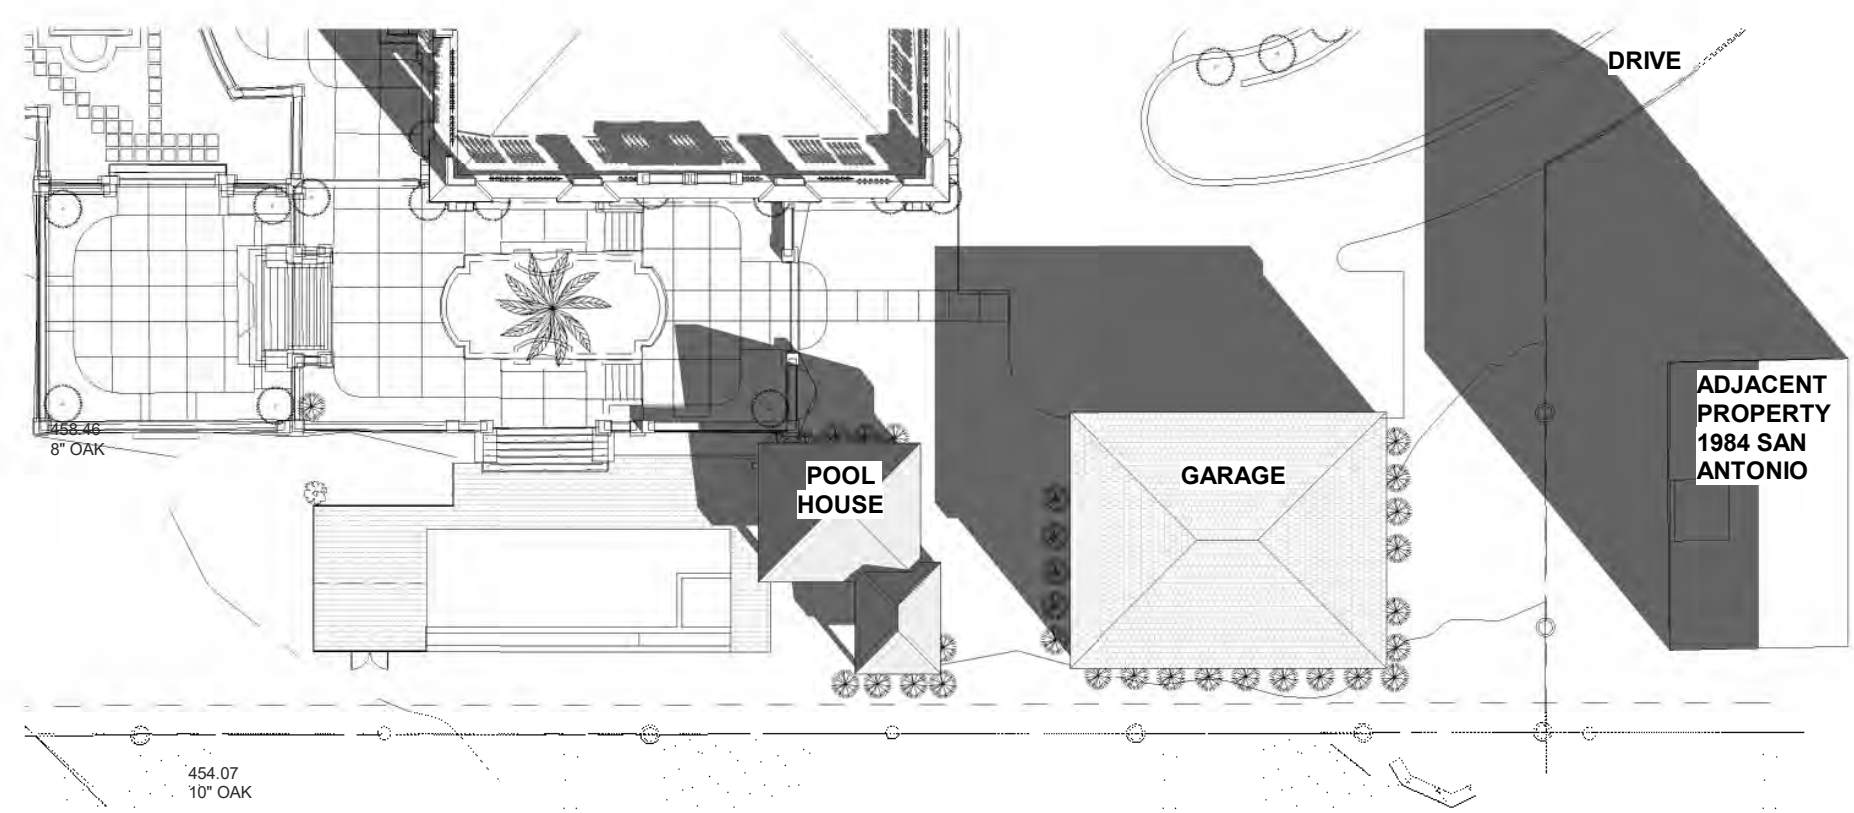 DRIVE
ADJACENT
PROPERTY
1984 SAN
ANTONIO
458.46
8" OAK
POOL
HOUSE
GARAGE
454.07
10" OAK